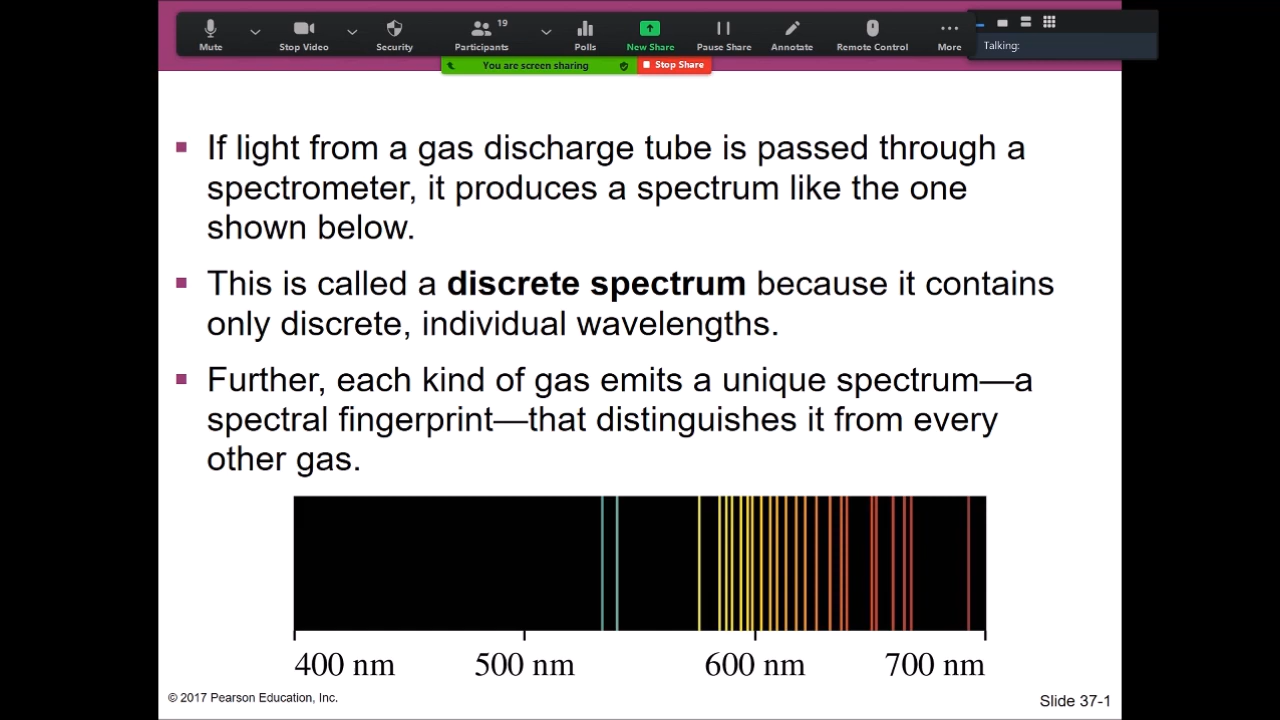 Mute
Stop Video
Security
Participants
19
Polls
New Share
Pause Share
Annotate
Remote Control
More
Talking:
You are screen sharing
Stop Share
If light from a gas discharge tube is passed through a
spectrometer, it produces a spectrum like the one
shown below.
This is called a discrete spectrum because it contains
only discrete, individual wavelengths.
Further, each kind of gas emits a unique spectrum—a
spectral fingerprint—that distinguishes it from every
other gas.
400 nm
500 nm
600 nm
700 nm
© 2017 Pearson Education, Inc.
Slide 37-1